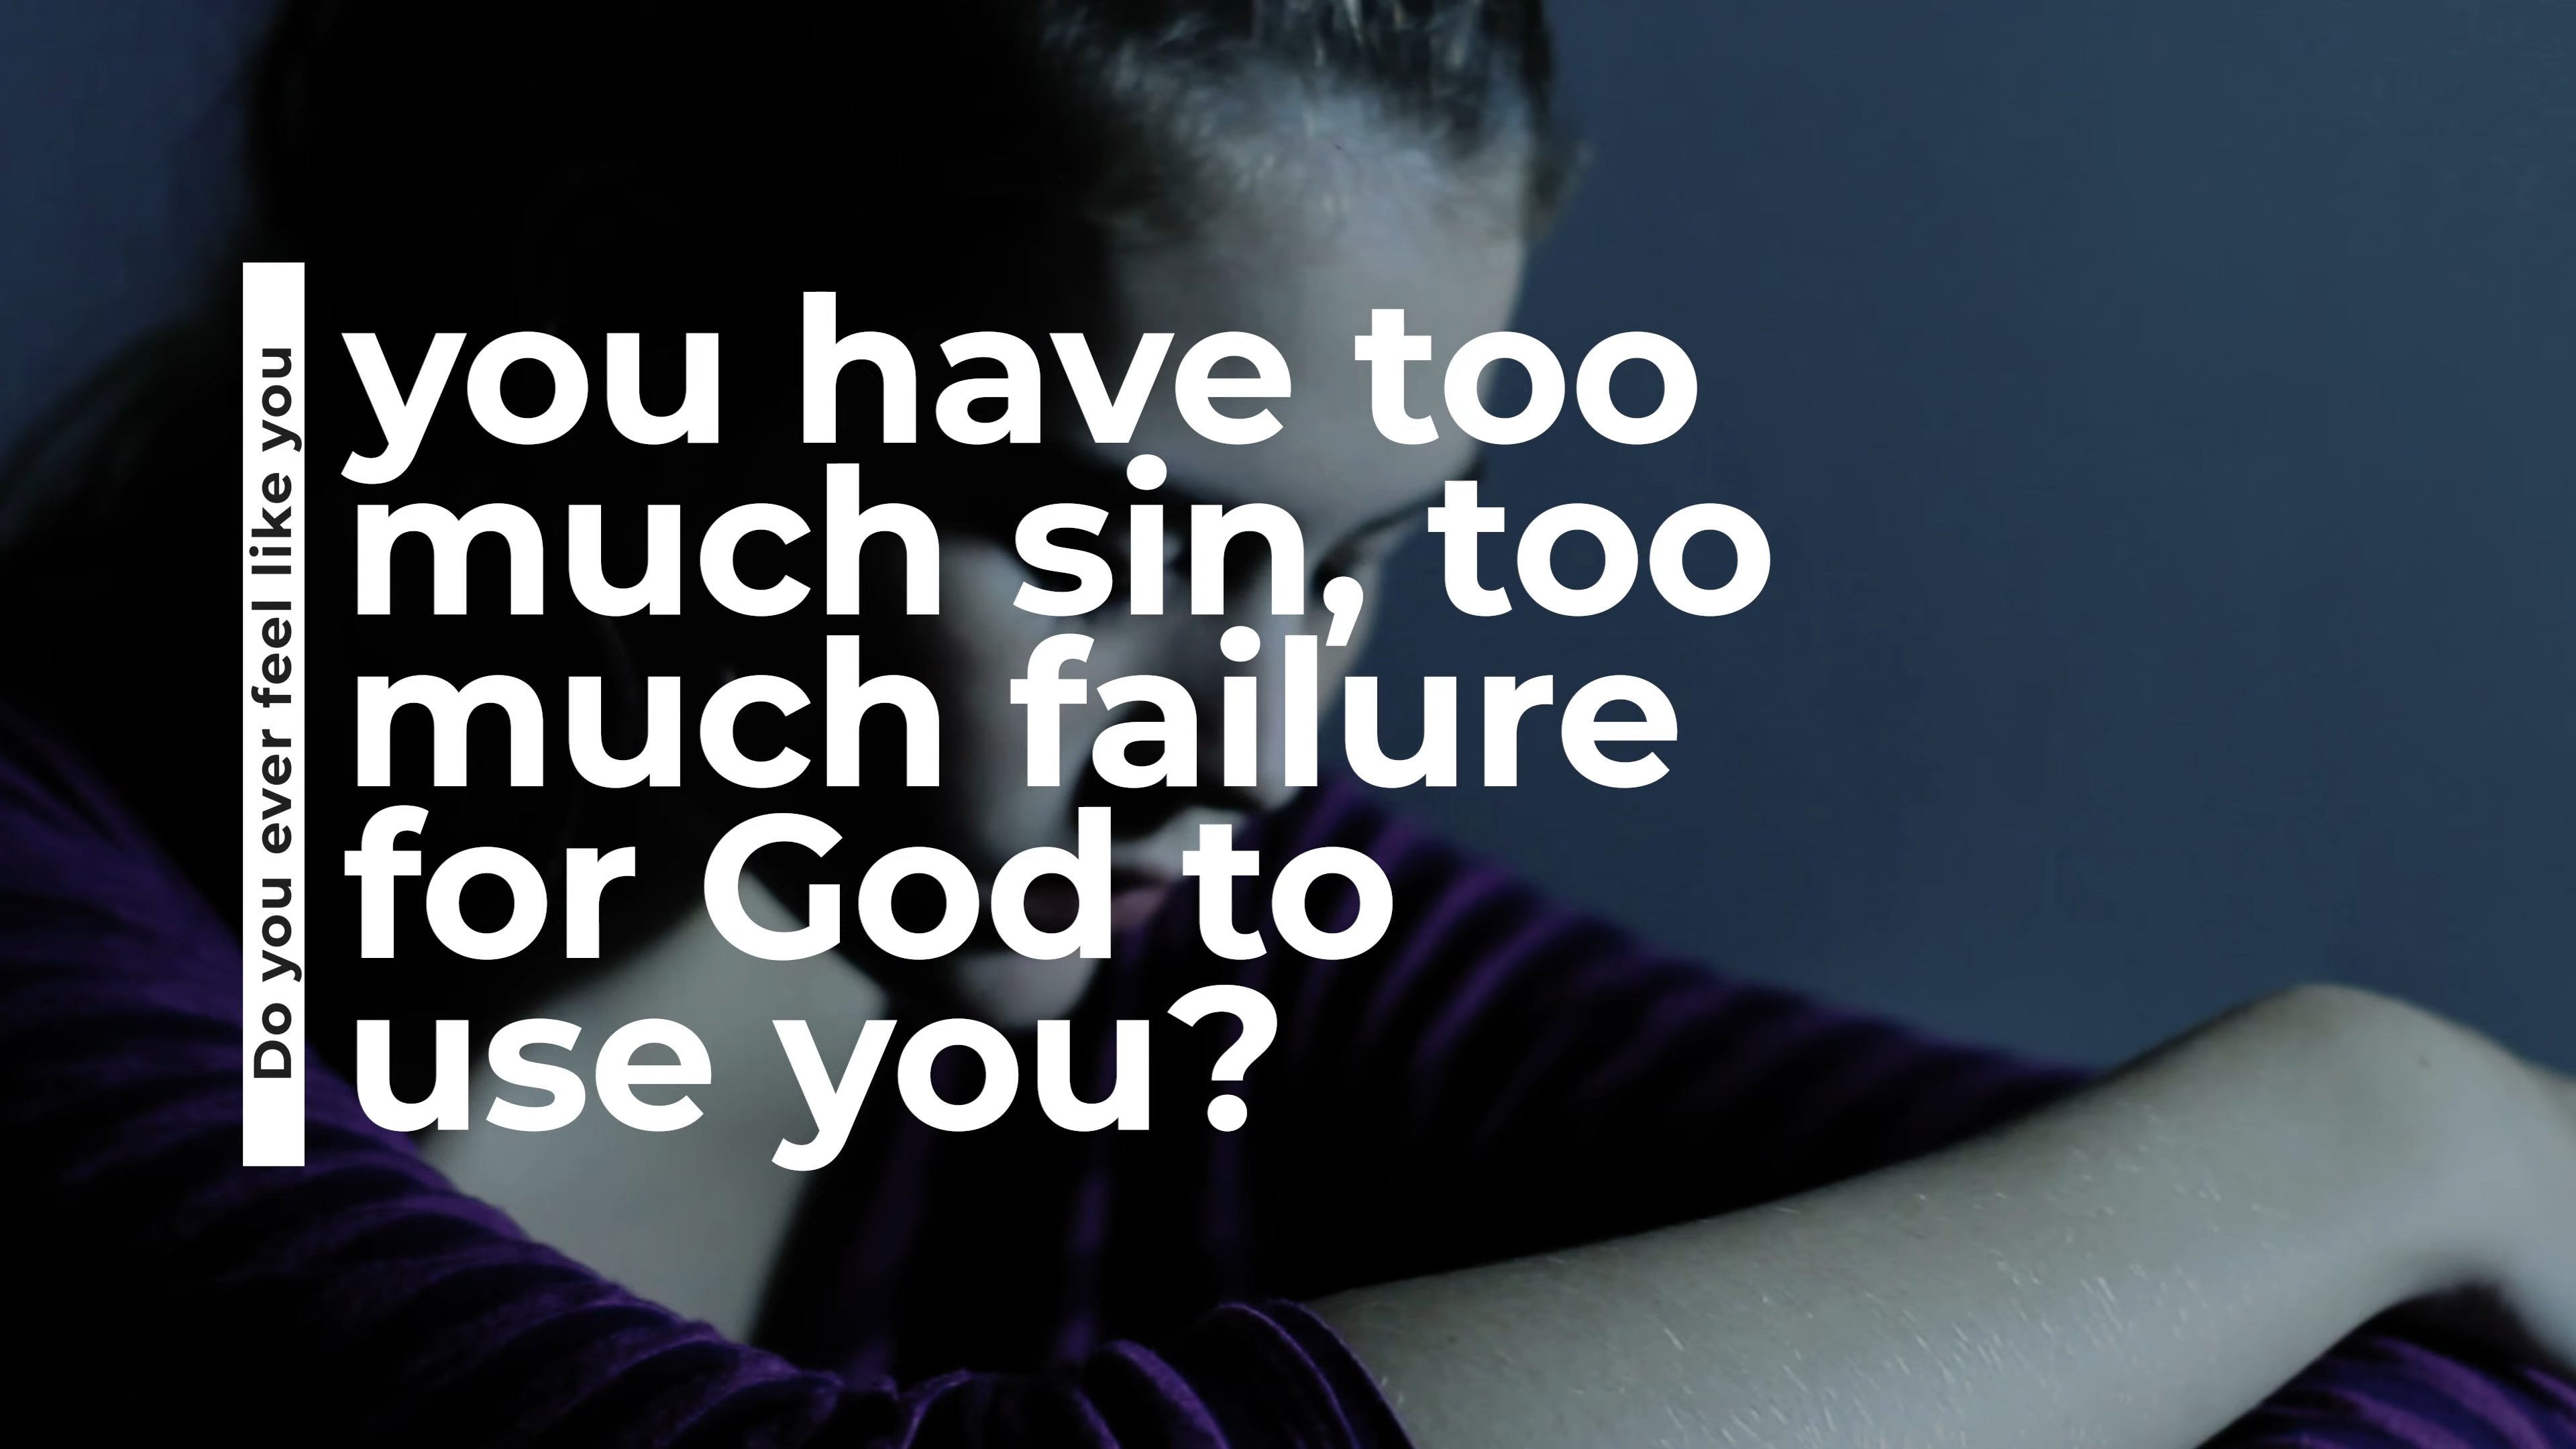 Do you ever feel like you
you have too
much sin, too
much failure
for God to
use you?